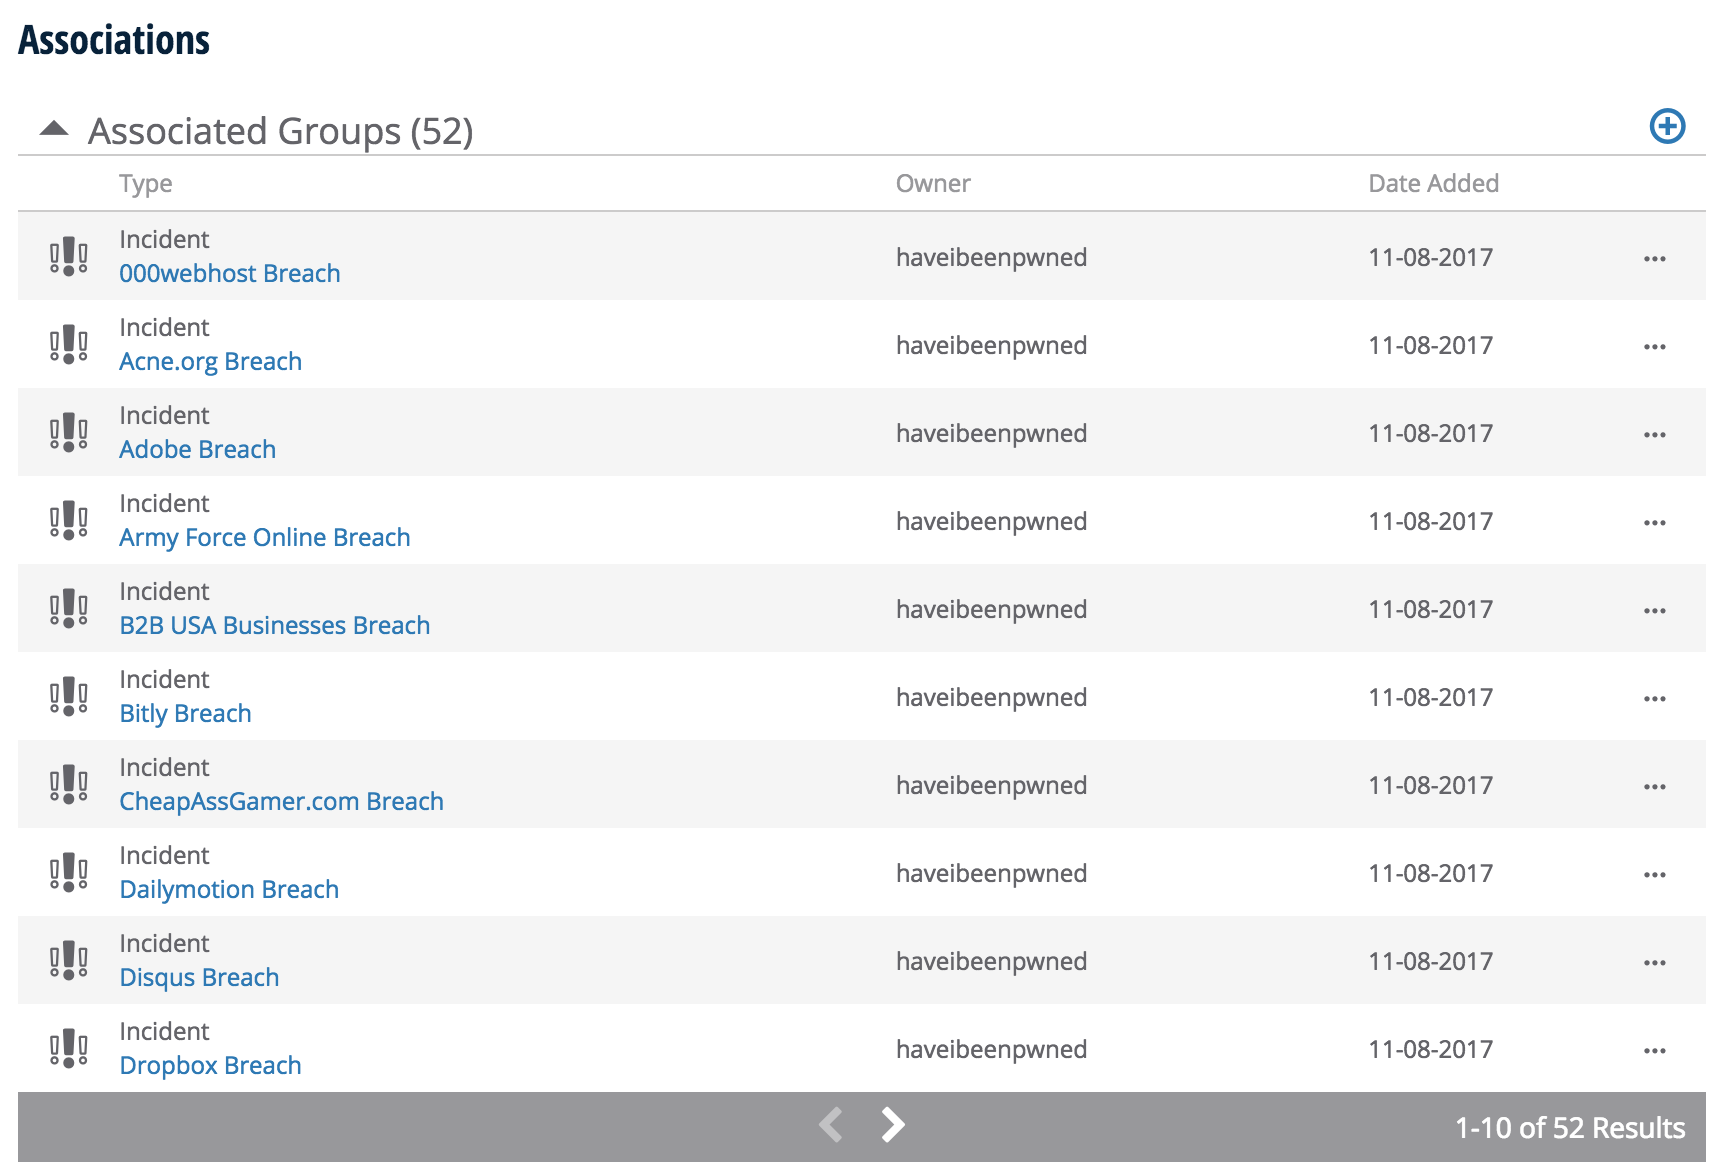 Associations
Associated Groups (52)
Type Owner Date Added
Incident
000webhost Breach
haveibeenpwned 11-08-2017
Incident
Acne.org Breach
haveibeenpwned 11-08-2017
Incident
Adobe Breach
haveibeenpwned 11-08-2017
Incident
Army Force Online Breach
haveibeenpwned 11-08-2017
Incident
B2B USA Businesses Breach
haveibeenpwned 11-08-2017
Incident
Bitly Breach
haveibeenpwned 11-08-2017
Incident
CheapAssGamer.com Breach
haveibeenpwned 11-08-2017
Incident
Dailymotion Breach
haveibeenpwned 11-08-2017
Incident
Disqus Breach
haveibeenpwned 11-08-2017
Incident
Dropbox Breach
haveibeenpwned 11-08-2017
1-10 of 52 Results